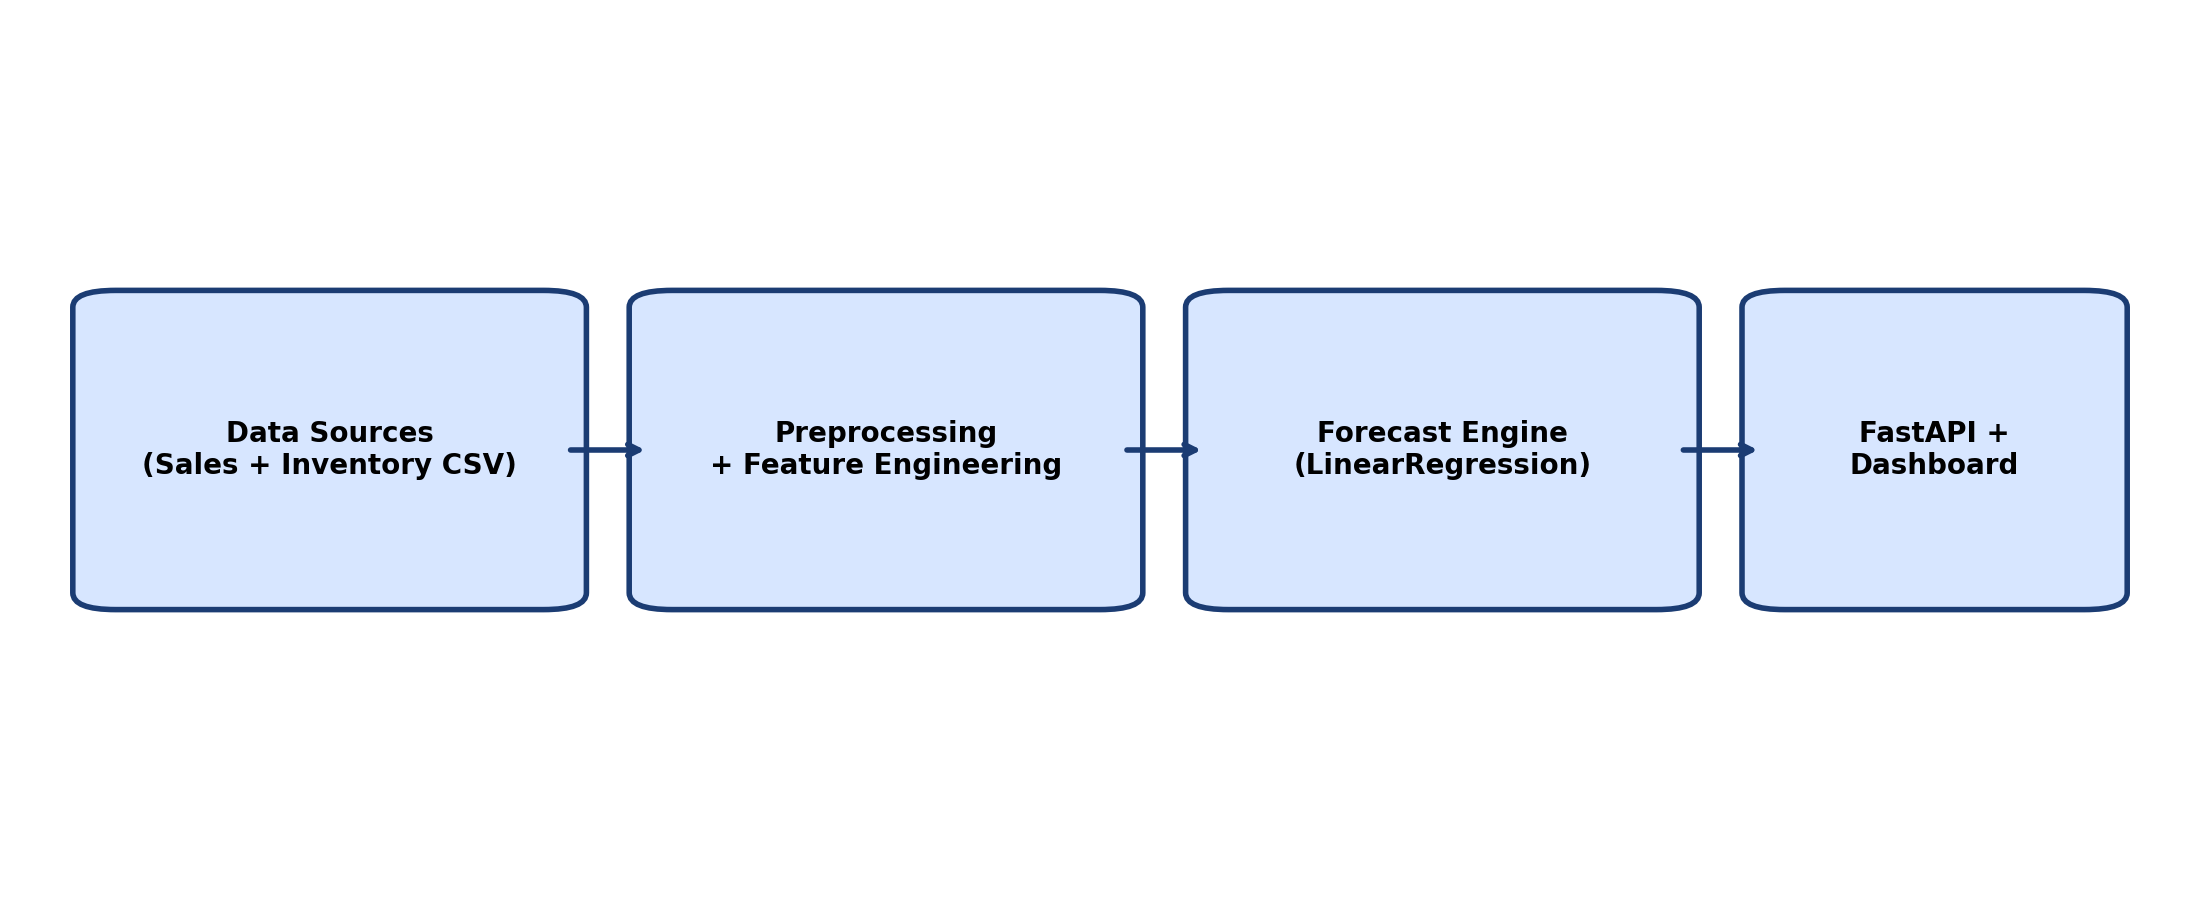 Data Sources
(Sales + Inventory CSV)
Preprocessing
+ Feature Engineering
Forecast Engine
(LinearRegression)
FastAPI +
Dashboard